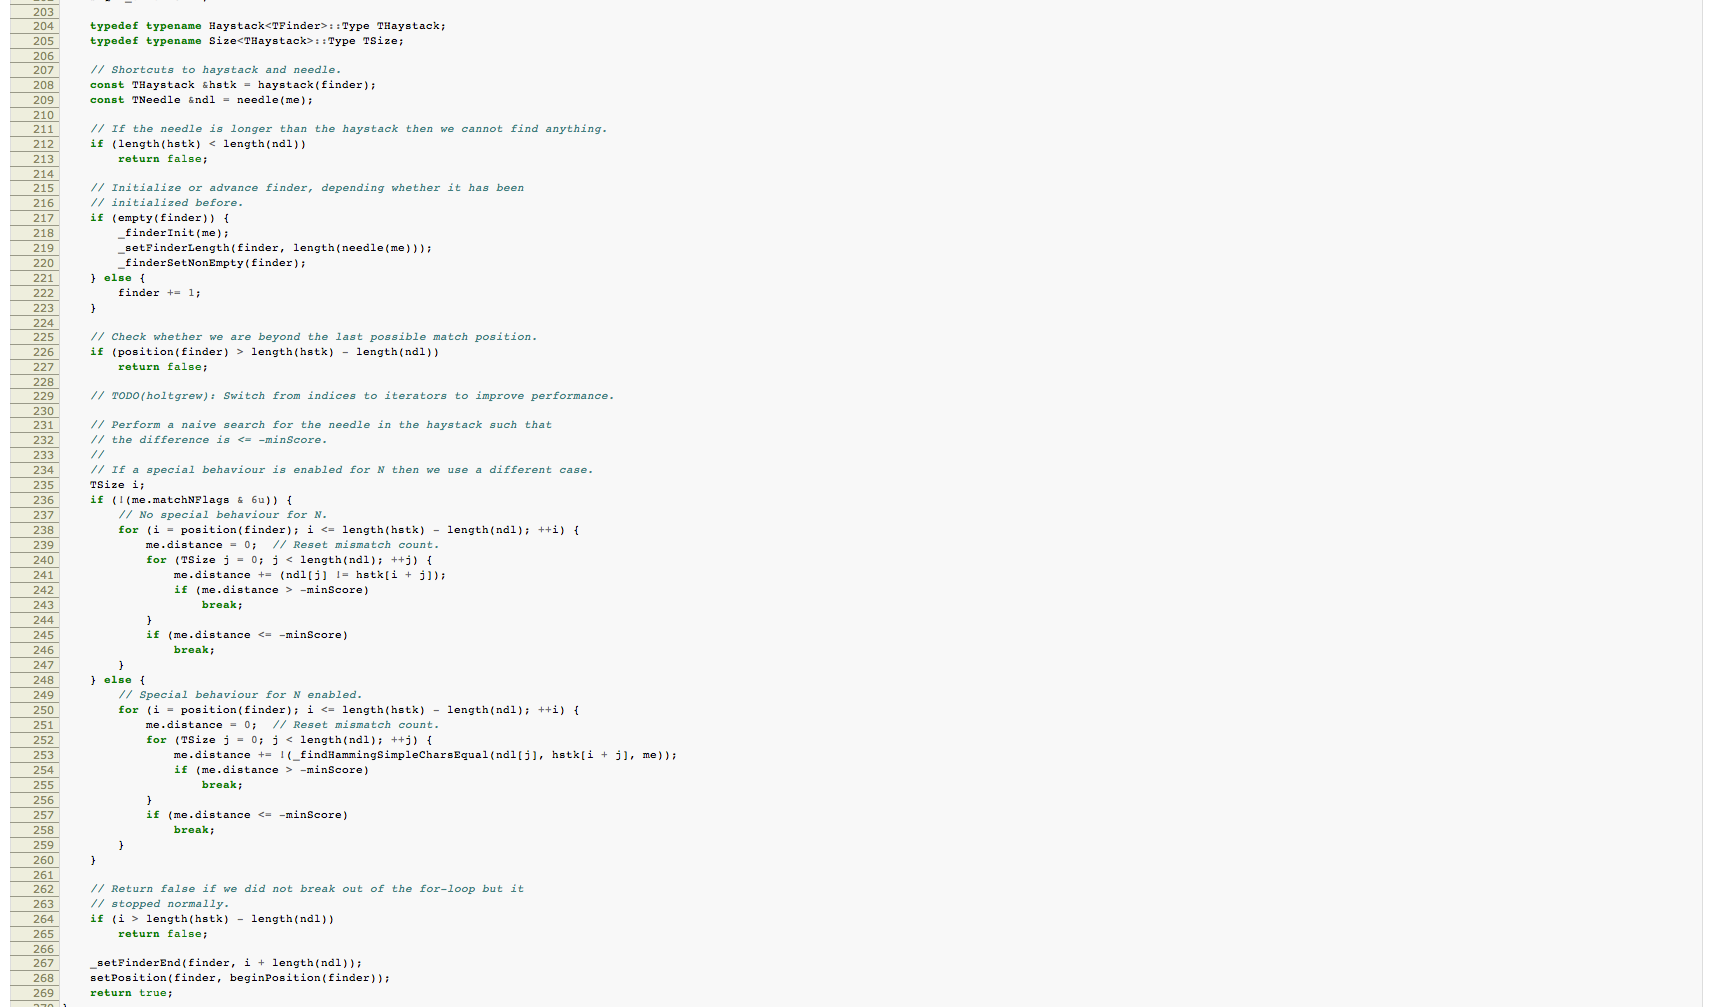 203
204 typedef typename Haystack<TFinder>::Type THaystack;
205 typedef typename Size<THaystack>::Type TSize;
206
207 // Shortcuts to haystack and needle.
208 const THaystack &hstk = haystack(finder);
209 const TNeedle &ndl = needle(me);
210
211 // If the needle is longer than the haystack then we cannot find anything.
212 if (length(hstk) < length(ndl))
213 return false;
214
215 // Initialize or advance finder, depending whether it has been
216 // initialized before.
217 if (empty(finder)) {
218 _finderInit(me);
219 _setFinderLength(finder, length(needle(me)));
220 _finderSetNonEmpty(finder);
221 } else {
222 finder += 1;
223 }
224
225 // Check whether we are beyond the last possible match position.
226 if (position(finder) > length(hstk) - length(ndl))
227 return false;
228
229 // TODO(holtgrew): Switch from indices to iterators to improve performance.
230
231 // Perform a naive search for the needle in the haystack such that
232 // the difference is <= -minScore.
233 //
234 // If a special behaviour is enabled for N then we use a different case.
235 TSize i;
236 if (!(me.matchNFlags & 6u)) {
237 // No special behaviour for N.
238 for (i = position(finder); i <= length(hstk) - length(ndl); ++i) {
239 me.distance = 0; // Reset mismatch count.
240 for (TSize j = 0; j < length(ndl); ++j) {
241 me.distance += (ndl[j] != hstk[i + j]);
242 if (me.distance > -minScore)
243 break;
244 }
245 if (me.distance <= -minScore)
246 break;
247 }
248 } else {
249 // Special behaviour for N enabled.
250 for (i = position(finder); i <= length(hstk) - length(ndl); ++i) {
251 me.distance = 0; // Reset mismatch count.
252 for (TSize j = 0; j < length(ndl); ++j) {
253 me.distance += !(_findHammingSimpleCharsEqual(ndl[j], hstk[i + j], me));
254 if (me.distance > -minScore)
255 break;
256 }
257 if (me.distance <= -minScore)
258 break;
259 }
260 }
261
262 // Return false if we did not break out of the for-loop but it
263 // stopped normally.
264 if (i > length(hstk) - length(ndl))
265 return false;
266
267 _setFinderEnd(finder, i + length(ndl));
268 setPosition(finder, beginPosition(finder));
269 return true;